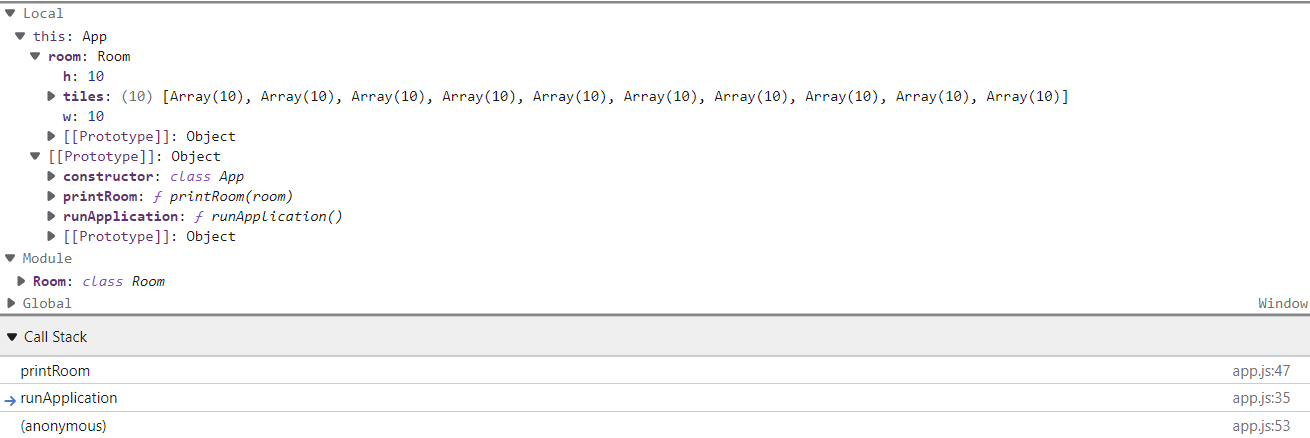 Local
this: App
room: Room
h: 10
tiles: (10) [Array(10), Array(10), Array(10), Array(10), Array(10), Array(10), Array(10), Array(10), Array(10), Array(10)]
w: 10
[[Prototype]]: Object
[[Prototype]]: Object
constructor: class App
printRoom: ƒ printRoom(room)
runApplication: ƒ runApplication()
[[Prototype]]: Object
Module
Room: class Room
Global Window
Call Stack
printRoom app.js:47
runApplication app.js:35
(anonymous) app.js:53